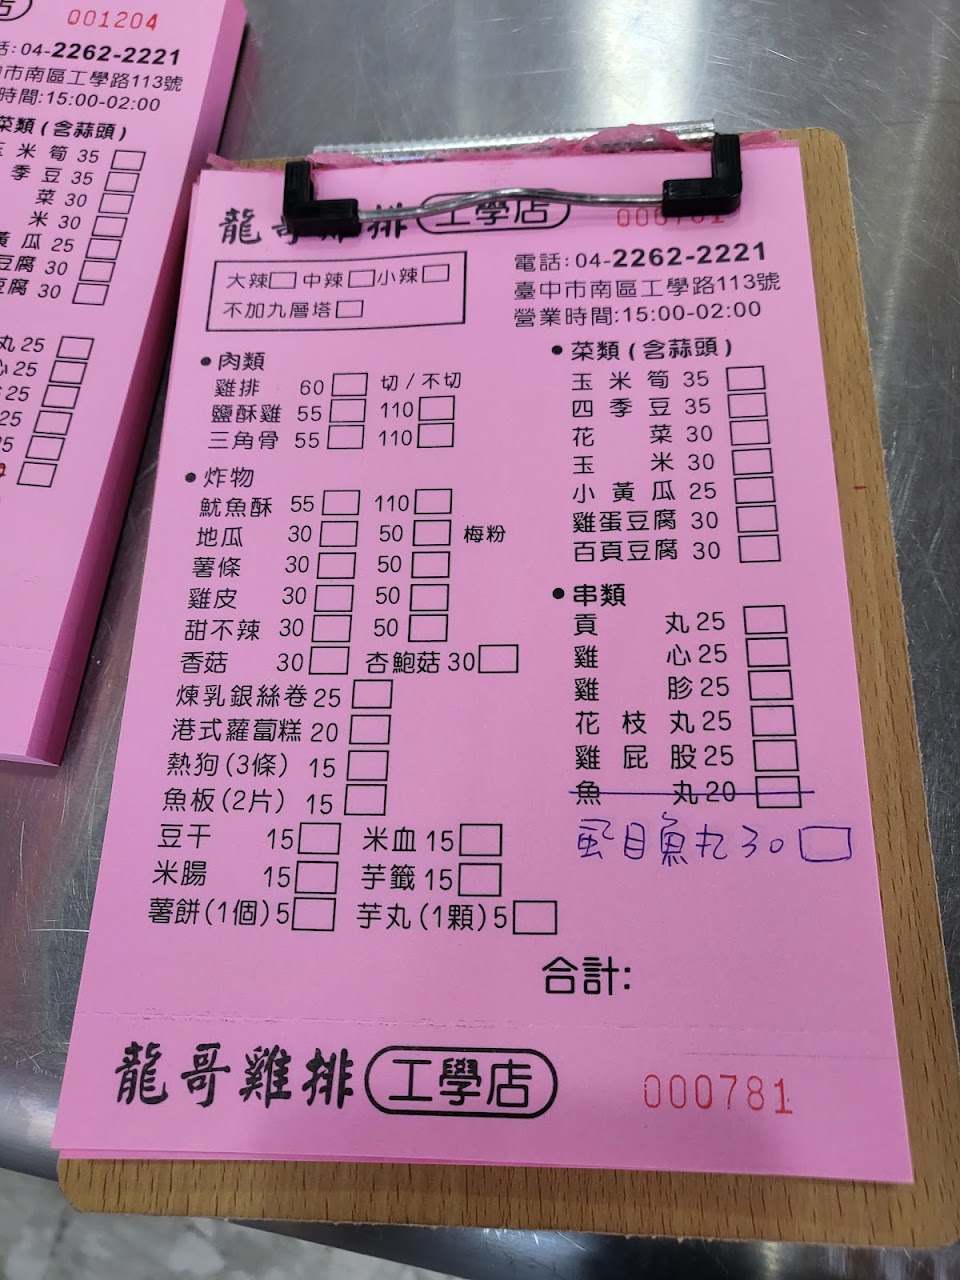 001204
話:04-2262-2221
中市南區工學路113號
時間:15:00-02:00
菜類(含蒜頭)
玉米筍 35
季豆 35
菜 30
米 30
黃瓜 25
豆腐 30
豆腐 30
丸 25
心 25
25
25
25
龍哥雞排 工學店 000781
大辣 中辣 小辣
不加九層塔
電話:04-2262-2221
臺中市南區工學路113號
營業時間:15:00-02:00
•肉類
雞排 60 切/不切
鹽酥雞 55 110
三角骨 55 110
•炸物
魷魚酥 55 110
地瓜 30 50 梅粉
薯條 30 50
雞皮 30 50
甜不辣 30 50
香菇 30 杏鮑菇 30
煉乳銀絲卷 25
港式蘿蔔糕 20
熱狗(3條) 15
魚板(2片) 15
豆干 15 米血 15
米腸 15 芋籤 15
薯餅(1個) 5 芋丸(1顆) 5
•菜類(含蒜頭)
玉米筍 35
四季豆 35
花菜 30
玉米 30
小黃瓜 25
雞蛋豆腐 30
百頁豆腐 30
•串類
貢丸 25
雞心 25
雞胗 25
花枝丸 25
雞屁股 25
魚丸 20
虱目魚丸 30
合計:
龍哥雞排 工學店 000781